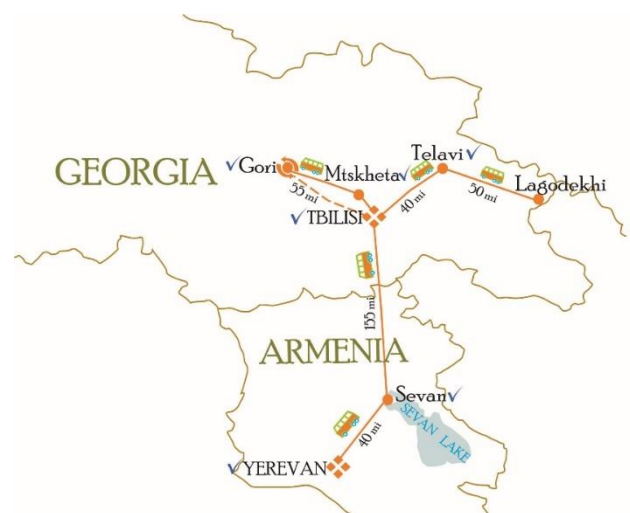 Telavi
Gori
Mtskheta
GEORGIA
Lagodekhi
55 mi
40 mi
50 mi
TBILISI
155 mi
ARMENIA
Sevan
SEVAN LAKE
40 mi
YEREVAN